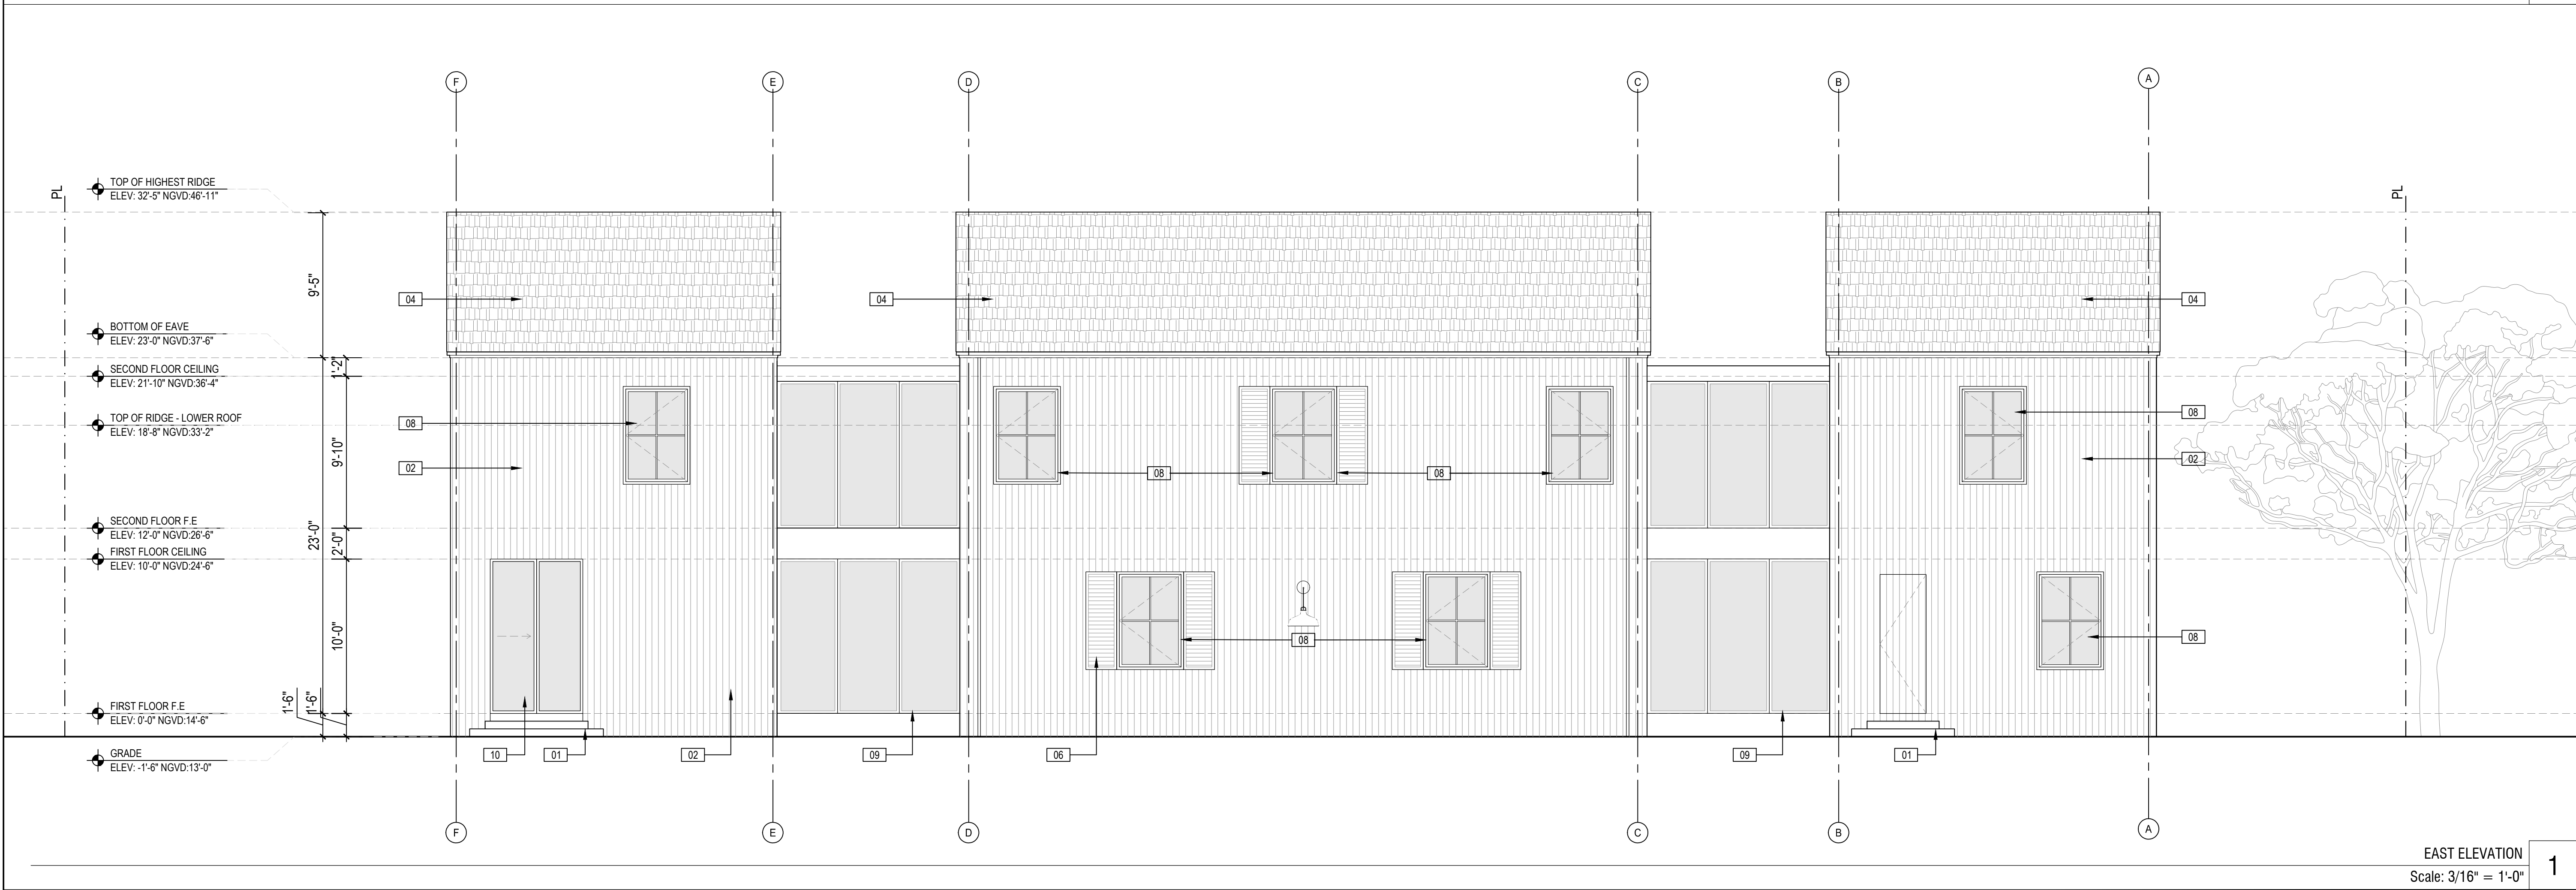 F
E
D
C
B
A
PL
TOP OF HIGHEST RIDGE
ELEV: 32'-5" NGVD:46'-11"
PL
9'-5"
04
04
04
BOTTOM OF EAVE
ELEV: 23'-0" NGVD:37'-6"
1'-2"
SECOND FLOOR CEILING
ELEV: 21'-10" NGVD:36'-4"
TOP OF RIDGE - LOWER ROOF
ELEV: 18'-8" NGVD:33'-2"
08
08
9'-10"
02
08
08
02
SECOND FLOOR F.E
ELEV: 12'-0" NGVD:26'-6"
23'-0"
2'-0"
FIRST FLOOR CEILING
ELEV: 10'-0" NGVD:24'-6"
10'-0"
08
08
FIRST FLOOR F.E
ELEV: 0'-0" NGVD:14'-6"
1'-6"
1'-6"
GRADE
ELEV: -1'-6" NGVD:13'-0"
10
01
02
09
06
09
01
F
E
D
C
B
A
EAST ELEVATION
Scale: 3/16" = 1'-0"
1